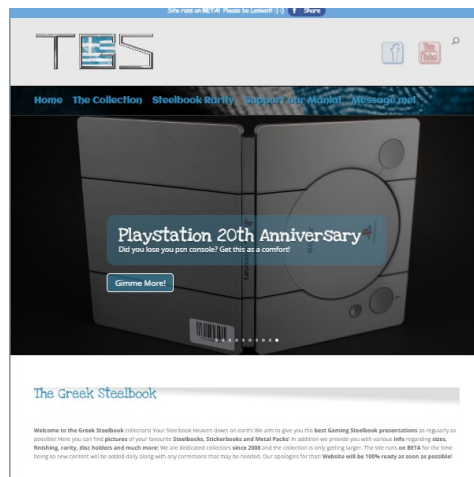 Site runs on BETA! Please be Lenient! :) :)
f Share
TGS
f
You
Tube
Home The Collection Steelbook Rarity Support our Mania! Message me!
Playstation 20th Anniversary
Did you lose you psn console? Get this as a comfort!
Gimme More!
The Greek Steelbook
Welcome to the Greek Steelbook collectors! Your Steelbook Heaven down on earth! We aim to give you the best Gaming Steelbook presentations as regularly as
possible! Here you can find pictures of your favourite Steelbooks, Stickerbooks and Metal Packs! In addition we provide you with various info regarding sizes,
finishing, rarity, disc holders and much more! We are dedicated collectors since 2008 and the collection is only getting larger. The site runs on BETA for the time
being so new content will be added daily along with any corrections that may be needed. Our apologies for that! Website will be 100% ready as soon as possible!